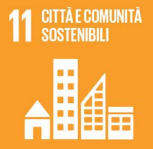 11 CITTÀ E COMUNITÀ
SOSTENIBILI